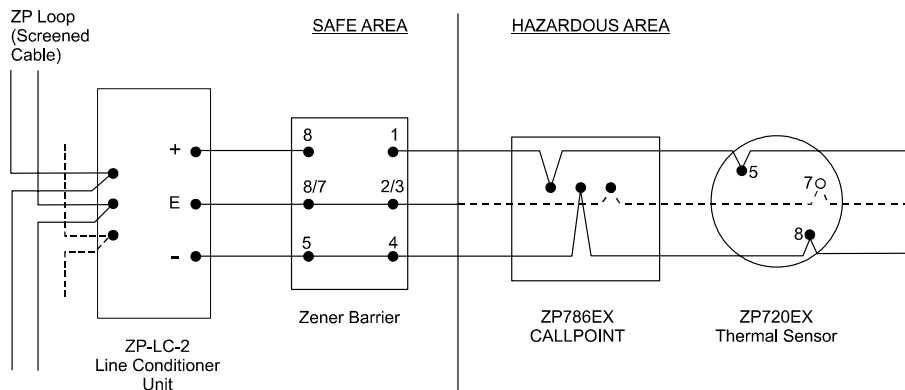 ZP Loop
(Screened
Cable)
SAFE AREA
HAZARDOUS AREA
+
E
-
8
1
8/7
2/3
5
4
5
7
8
Zener Barrier
ZP786EX
CALLPOINT
ZP720EX
Thermal Sensor
ZP-LC-2
Line Conditioner
Unit